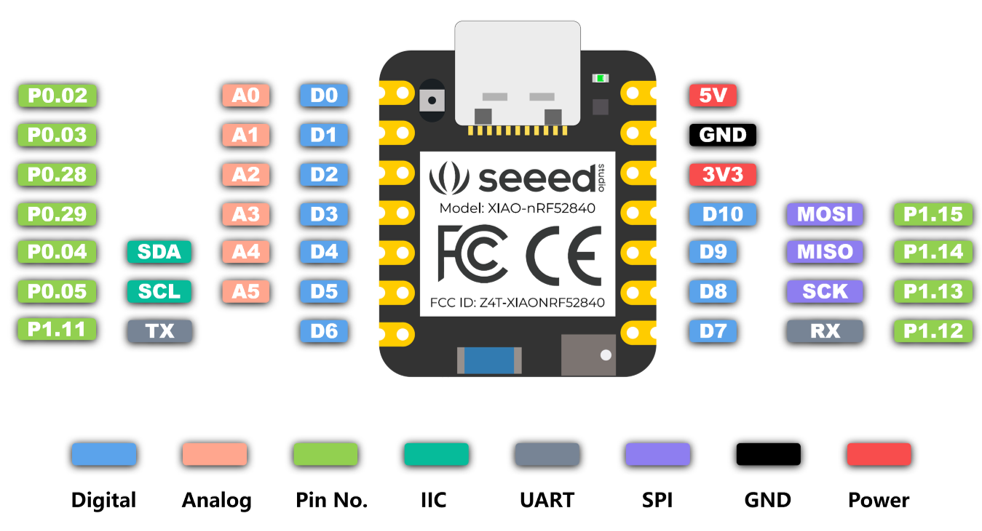 P0.02 A0 D0 5V
P0.03 A1 D1 GND
P0.28 A2 D2 3V3
P0.29 A3 D3 D10 MOSI P1.15
P0.04 SDA A4 D4 D9 MISO P1.14
P0.05 SCL A5 D5 D8 SCK P1.13
P1.11 TX D6 D7 RX P1.12
seeed studio
Model: XIAO-nRF52840
FC CE
FCC ID: Z4T-XIAONRF52840
Digital Analog Pin No. IIC UART SPI GND Power